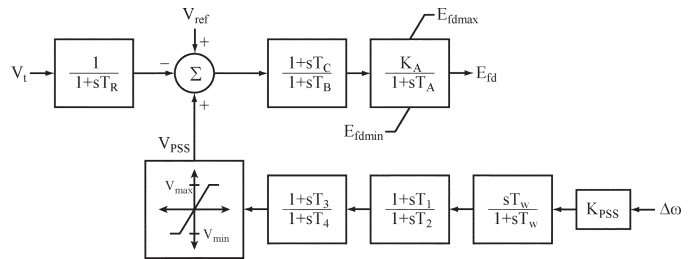 V_ref
E_fdmax
V_t
1
1+sT_R
−
+
Σ
+
1+sT_C
1+sT_B
K_A
1+sT_A
E_fd
E_fdmin
V_PSS
V_max
V_min
1+sT_3
1+sT_4
1+sT_1
1+sT_2
sT_w
1+sT_w
K_PSS
Δω